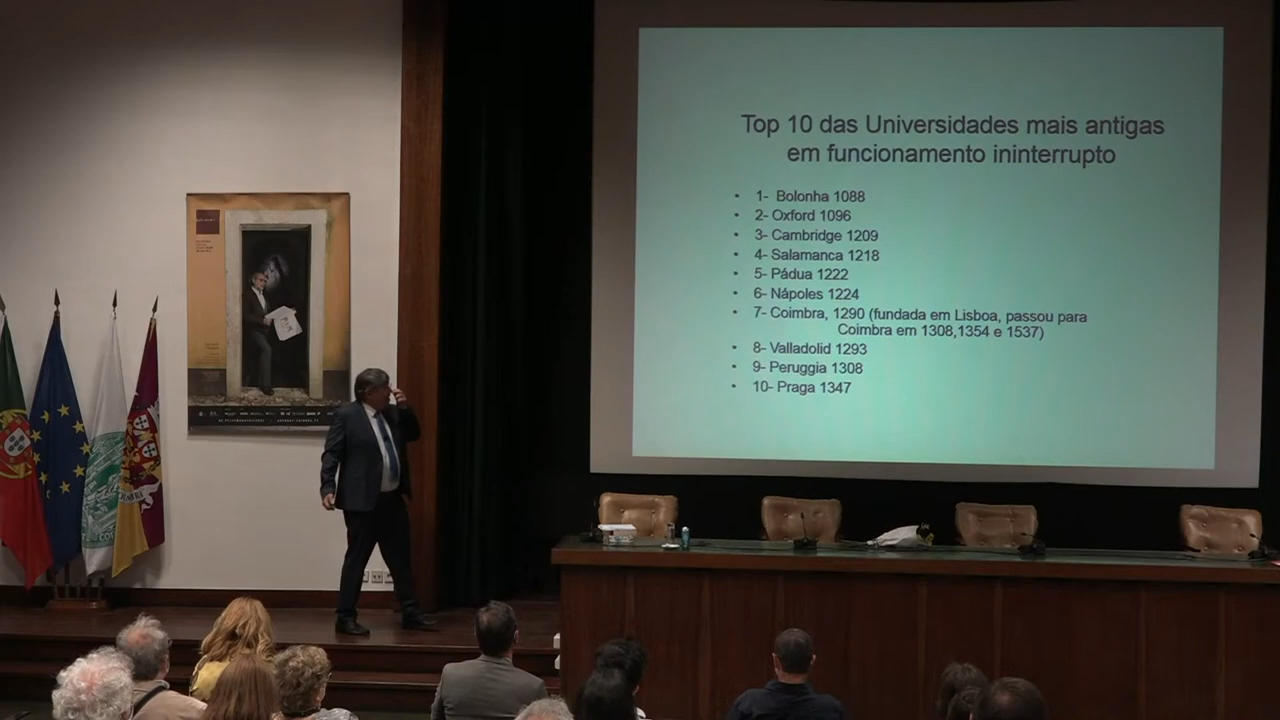 Top 10 das Universidades mais antigas
em funcionamento ininterrupto
• 1- Bolonha 1088
• 2- Oxford 1096
• 3- Cambridge 1209
• 4- Salamanca 1218
• 5- Pádua 1222
• 6- Nápoles 1224
• 7- Coimbra, 1290 (fundada em Lisboa, passou para
Coimbra em 1308,1354 e 1537)
• 8- Valladolid 1293
• 9- Peruggia 1308
• 10- Praga 1347